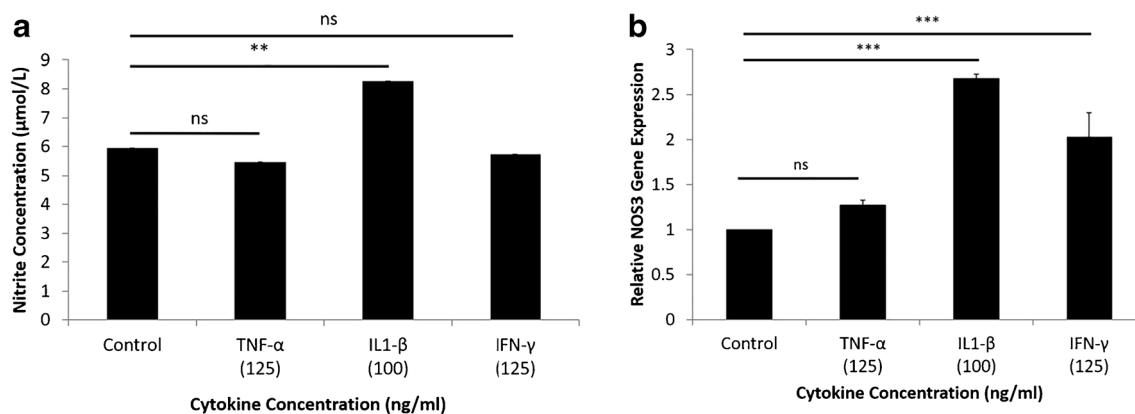 a
ns
**
ns
Nitrite Concentration (µmol/L)
9
8
7
6
5
4
3
2
1
0
Control
TNF-α
(125)
IL1-β
(100)
IFN-γ
(125)
Cytokine Concentration (ng/ml)
b
***
***
ns
Relative NOS3 Gene Expression
3
2.5
2
1.5
1
0.5
0
Control
TNF-α
(125)
IL1-β
(100)
IFN-γ
(125)
Cytokine Concentration (ng/ml)